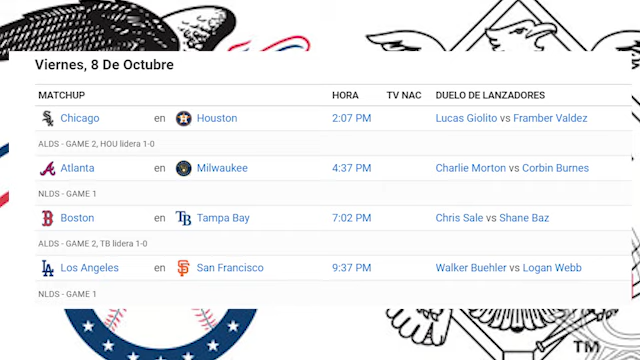 Viernes, 8 De Octubre
MATCHUP HORA TV NAC DUELO DE LANZADORES
Chicago en Houston 2:07 PM Lucas Giolito vs Framber Valdez
ALDS - GAME 2, HOU lidera 1-0
Atlanta en Milwaukee 4:37 PM Charlie Morton vs Corbin Burnes
NLDS - GAME 1
Boston en TB Tampa Bay 7:02 PM Chris Sale vs Shane Baz
ALDS - GAME 2, TB lidera 1-0
LA Los Angeles en SF San Francisco 9:37 PM Walker Buehler vs Logan Webb
NLDS - GAME 1
TM